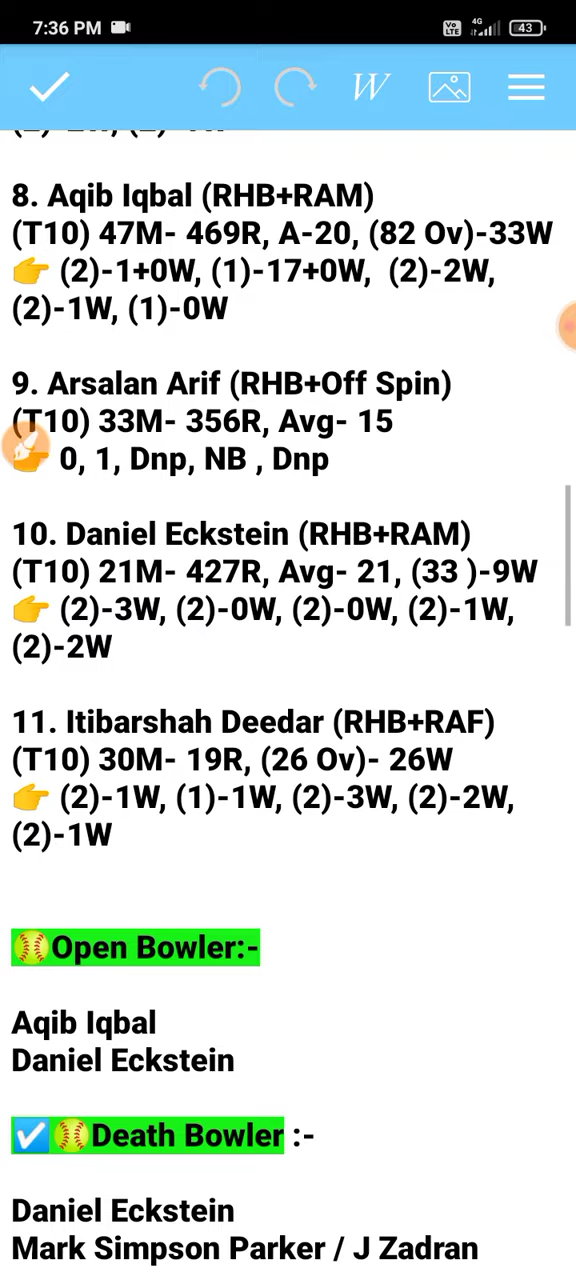 7:36 PM
Vo LTE 4G 43
W
8. Aqib Iqbal (RHB+RAM)
(T10) 47M- 469R, A-20, (82 Ov)-33W
👉 (2)-1+0W, (1)-17+0W, (2)-2W,
(2)-1W, (1)-0W
9. Arsalan Arif (RHB+Off Spin)
(T10) 33M- 356R, Avg- 15
0, 1, Dnp, NB , Dnp
10. Daniel Eckstein (RHB+RAM)
(T10) 21M- 427R, Avg- 21, (33 )-9W
👉 (2)-3W, (2)-0W, (2)-0W, (2)-1W,
(2)-2W
11. Itibarshah Deedar (RHB+RAF)
(T10) 30M- 19R, (26 Ov)- 26W
👉 (2)-1W, (1)-1W, (2)-3W, (2)-2W,
(2)-1W
🥎Open Bowler:-
Aqib Iqbal
Daniel Eckstein
☑️🥎Death Bowler :-
Daniel Eckstein
Mark Simpson Parker / J Zadran